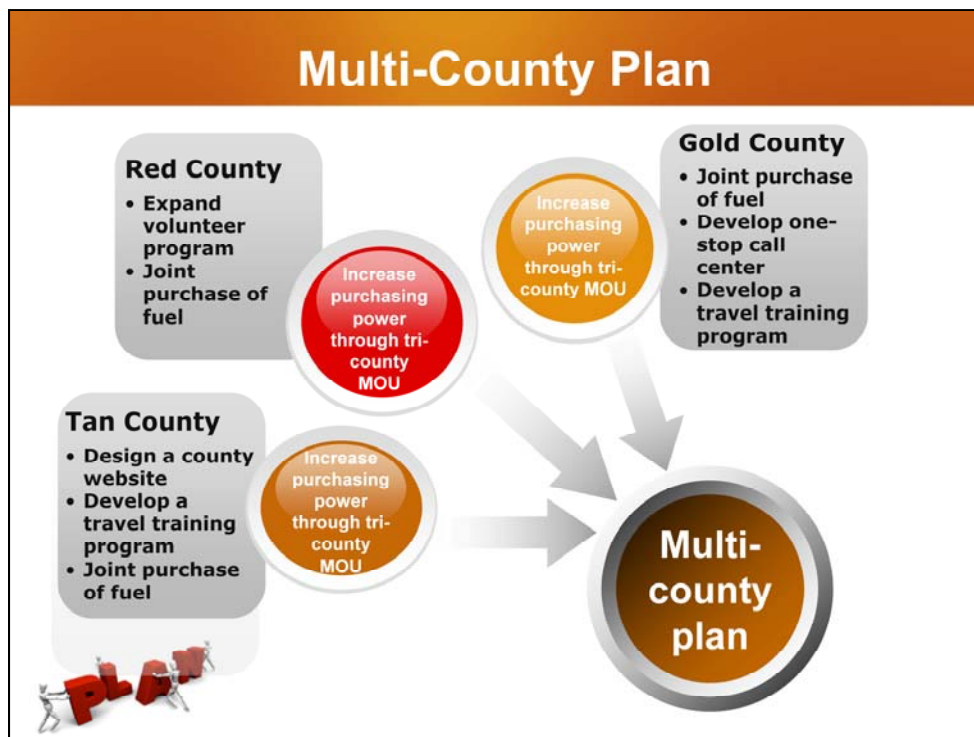 Multi-County Plan
Red County
• Expand
volunteer
program
• Joint
purchase of
fuel
Increase
purchasing
power
through tri-
county
MOU
Increase
purchasing
power
through tri-
county MOU
Gold County
• Joint purchase
of fuel
• Develop one-
stop call
center
• Develop a
travel training
program
Tan County
• Design a county
website
• Develop a
travel training
program
• Joint purchase
of fuel
Increase
purchasing
power
through tri-
county
MOU
Multi-
county
plan
PLAN